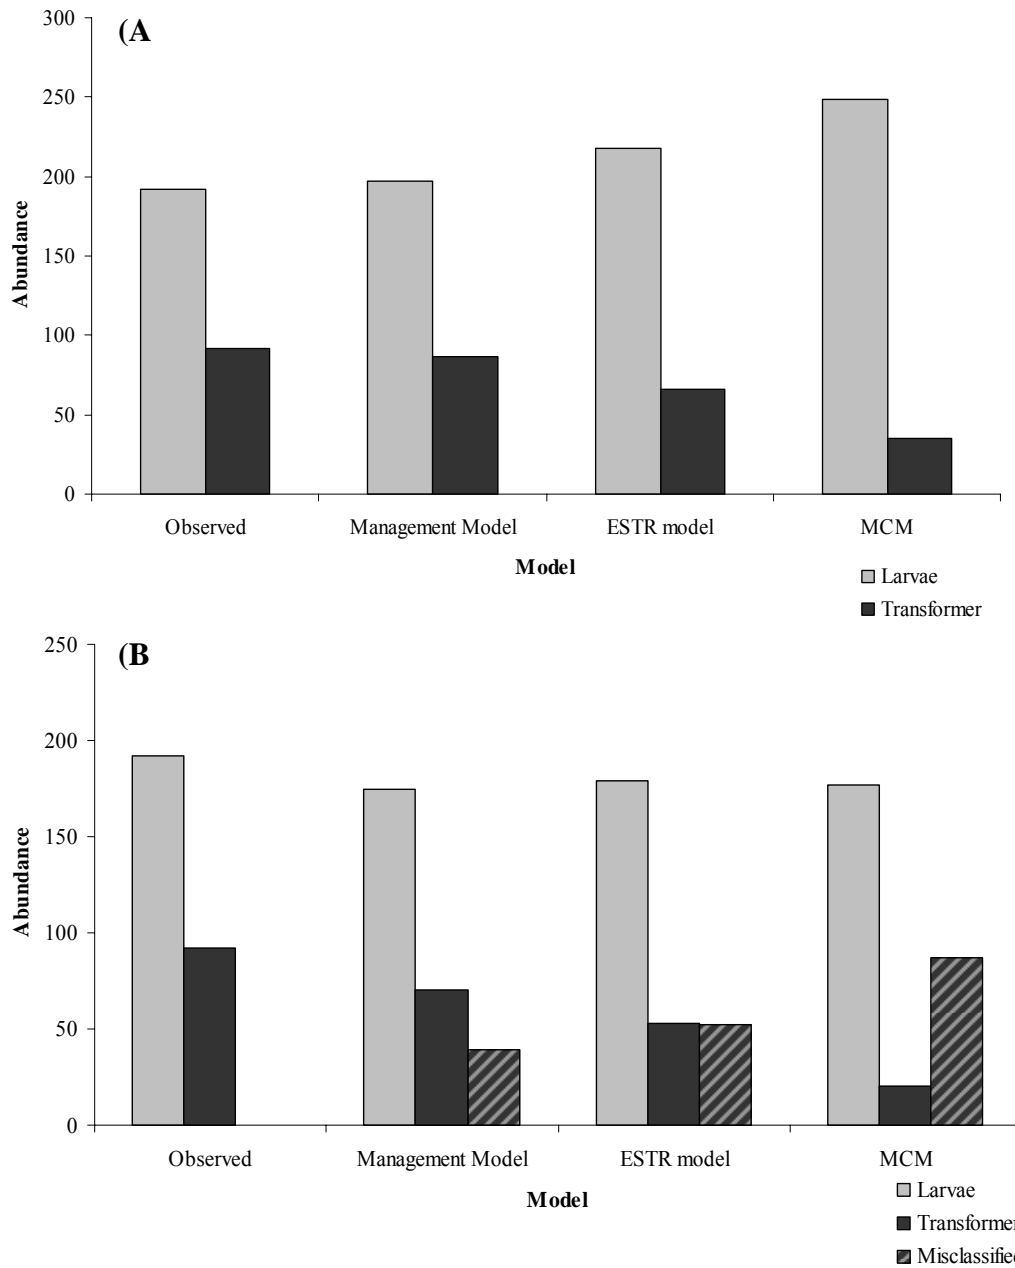 (A
300
250
200
150
100
50
0
Abundance
Observed
Management Model
ESTR model
MCM
Model
Larvae
Transformer
(B
250
200
150
100
50
0
Abundance
Observed
Management Model
ESTR model
MCM
Model
Larvae
Transformer
Misclassified